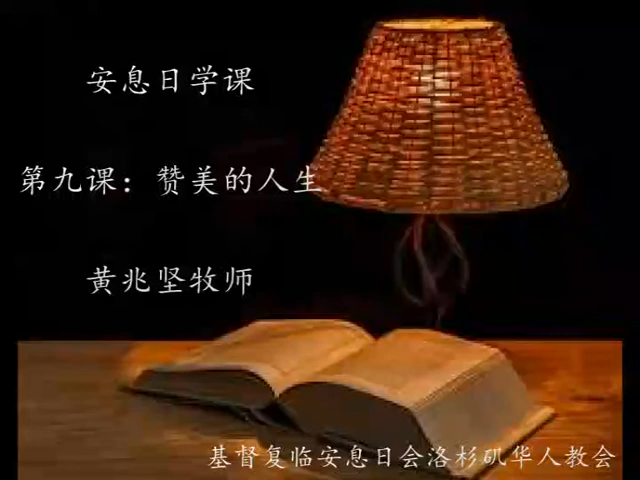 安息日学课
第九课：赞美的人生
黄兆坚牧师
基督复临安息日会洛杉矶华人教会